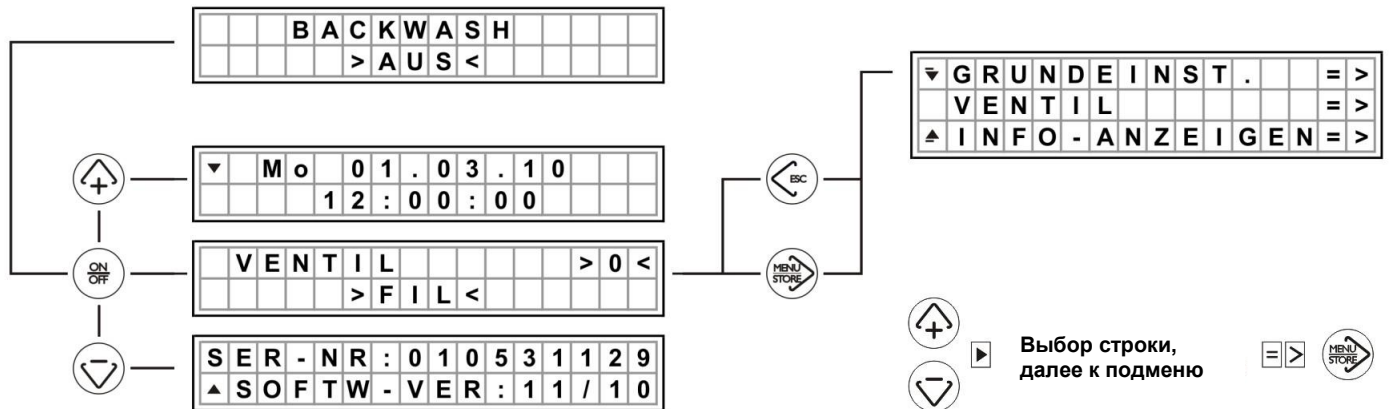 BACKWASH
>AUS<
▼ Mo 01.03.10
12:00:00
VENTIL >0<
>FIL<
SER-NR:010531129
▲SOFTW-VER:11/10
ON
OFF
ESC
MENU
STORE
GRUNDEINST. =>
VENTIL =>
INFO-ANZEIGEN=>
Выбор строки,
далее к подменю
=>
MENU
STORE